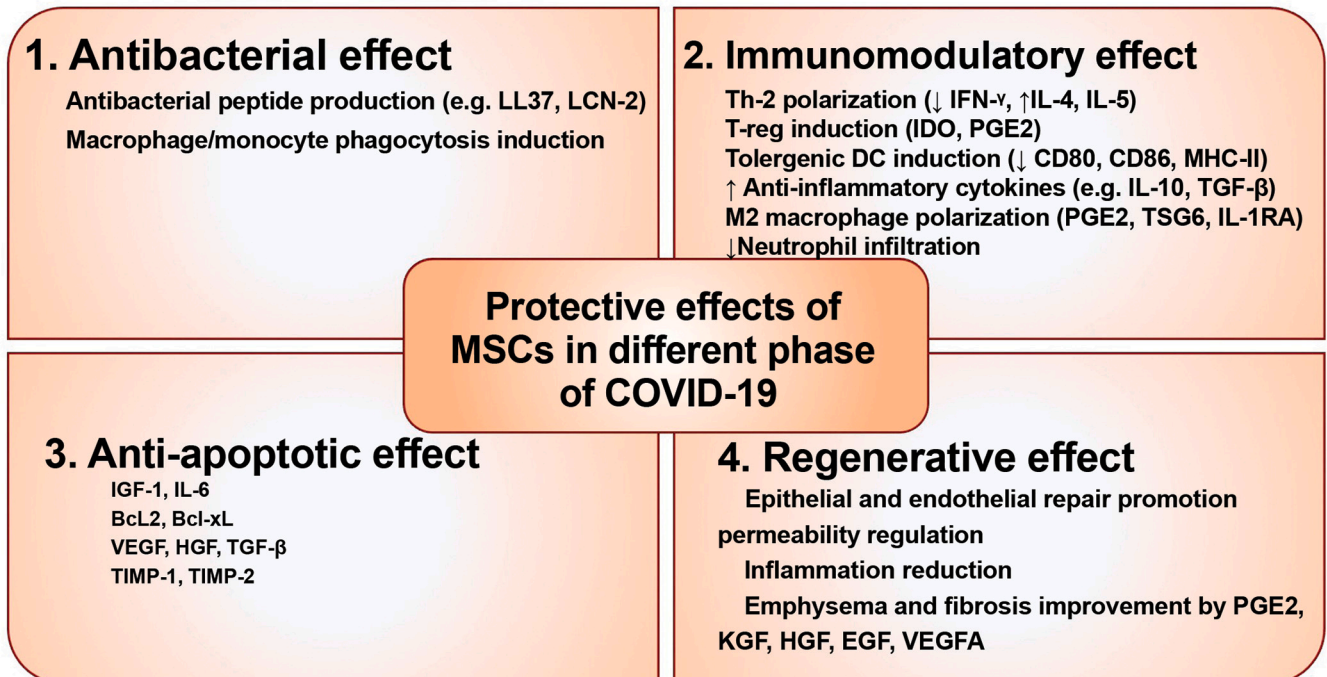 1. Antibacterial effect
Antibacterial peptide production (e.g. LL37, LCN-2)
Macrophage/monocyte phagocytosis induction
2. Immunomodulatory effect
Th-2 polarization (↓ IFN-ᵞ, ↑IL-4, IL-5)
T-reg induction (IDO, PGE2)
Tolergenic DC induction (↓ CD80, CD86, MHC-II)
↑ Anti-inflammatory cytokines (e.g. IL-10, TGF-β)
M2 macrophage polarization (PGE2, TSG6, IL-1RA)
↓Neutrophil infiltration
Protective effects of
MSCs in different phase
of COVID-19
3. Anti-apoptotic effect
IGF-1, IL-6
BcL2, Bcl-xL
VEGF, HGF, TGF-β
TIMP-1, TIMP-2
4. Regenerative effect
Epithelial and endothelial repair promotion
permeability regulation
Inflammation reduction
Emphysema and fibrosis improvement by PGE2,
KGF, HGF, EGF, VEGFA